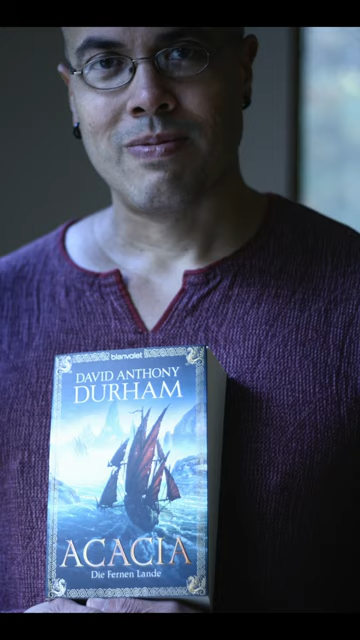 blanvalet
DAVID ANTHONY
DURHAM
ACACIA
Die Fernen Lande